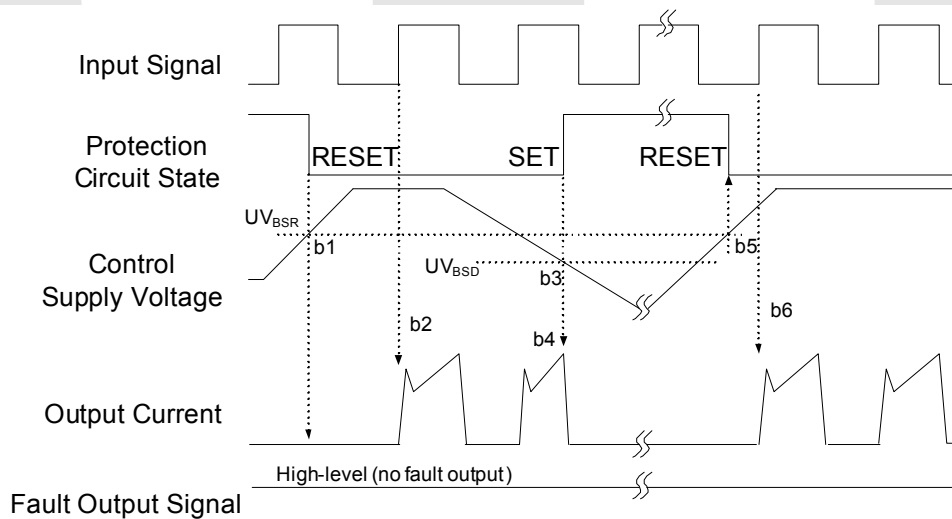 Input Signal
Protection
Circuit State
RESET
SET
RESET
UV_BSR
b1
b5
Control
Supply Voltage
UV_BSD
b3
b2
b4
b6
Output Current
High-level (no fault output)
Fault Output Signal